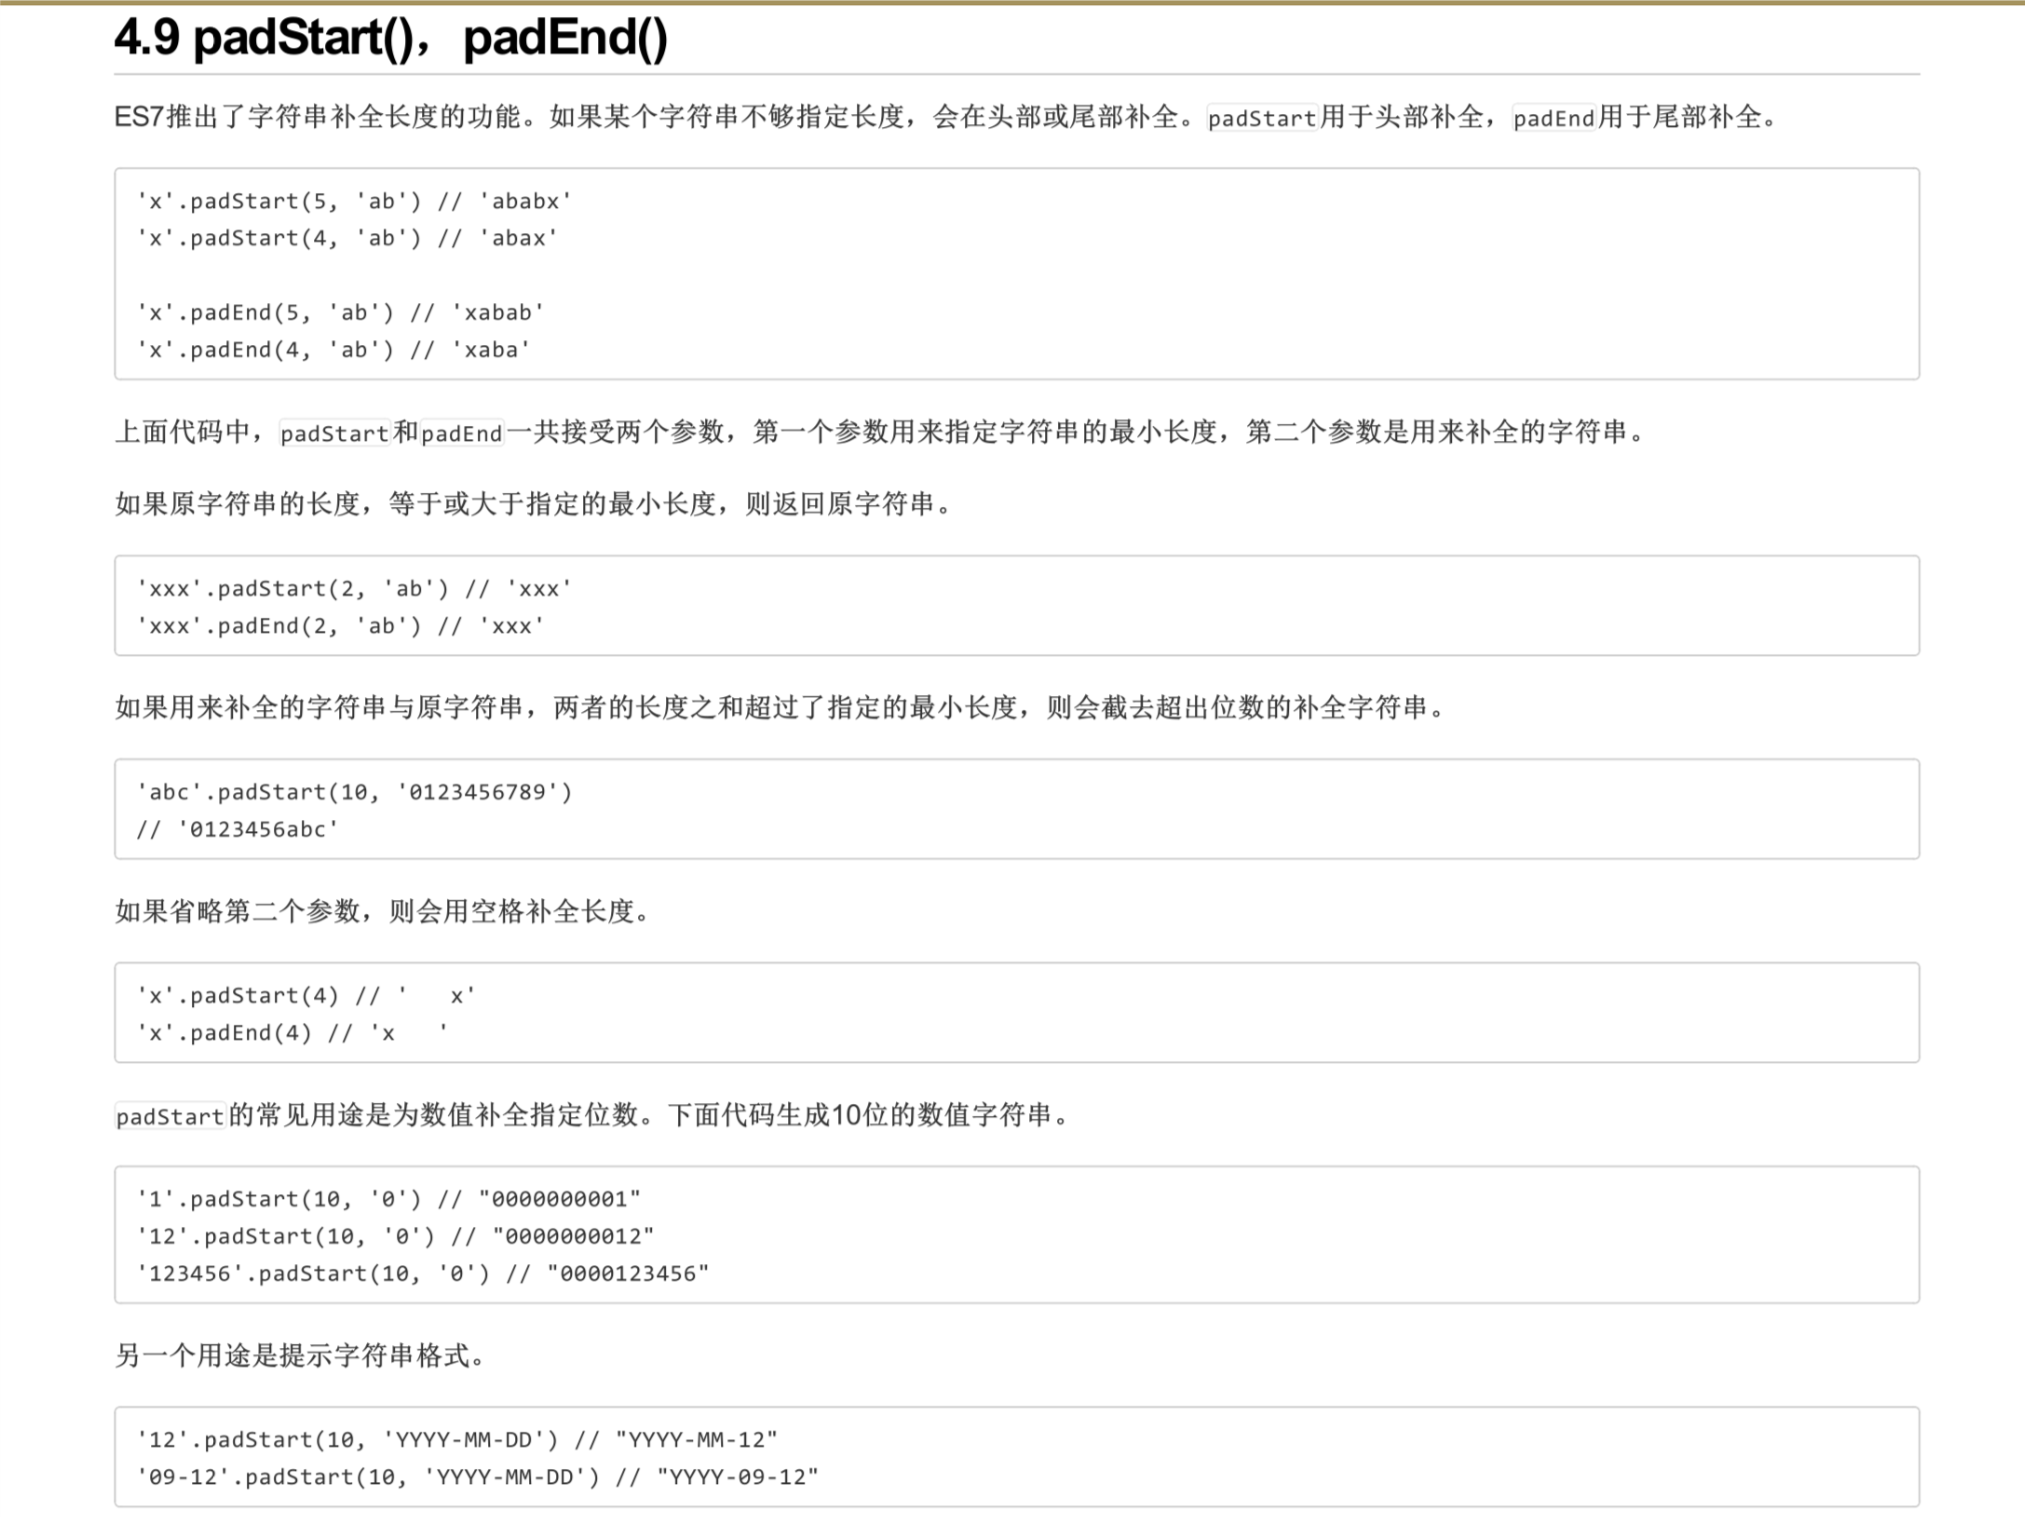 4.9 padStart()，padEnd()
ES7推出了字符串补全长度的功能。如果某个字符串不够指定长度，会在头部或尾部补全。padStart用于头部补全，padEnd用于尾部补全。
'x'.padStart(5, 'ab') // 'ababx'
'x'.padStart(4, 'ab') // 'abax'
'x'.padEnd(5, 'ab') // 'xabab'
'x'.padEnd(4, 'ab') // 'xaba'
上面代码中，padStart和padEnd一共接受两个参数，第一个参数用来指定字符串的最小长度，第二个参数是用来补全的字符串。
如果原字符串的长度，等于或大于指定的最小长度，则返回原字符串。
'xxx'.padStart(2, 'ab') // 'xxx'
'xxx'.padEnd(2, 'ab') // 'xxx'
如果用来补全的字符串与原字符串，两者的长度之和超过了指定的最小长度，则会截去超出位数的补全字符串。
'abc'.padStart(10, '0123456789')
// '0123456abc'
如果省略第二个参数，则会用空格补全长度。
'x'.padStart(4) // '   x'
'x'.padEnd(4) // 'x   '
padStart的常见用途是为数值补全指定位数。下面代码生成10位的数值字符串。
'1'.padStart(10, '0') // "0000000001"
'12'.padStart(10, '0') // "0000000012"
'123456'.padStart(10, '0') // "0000123456"
另一个用途是提示字符串格式。
'12'.padStart(10, 'YYYY-MM-DD') // "YYYY-MM-12"
'09-12'.padStart(10, 'YYYY-MM-DD') // "YYYY-09-12"